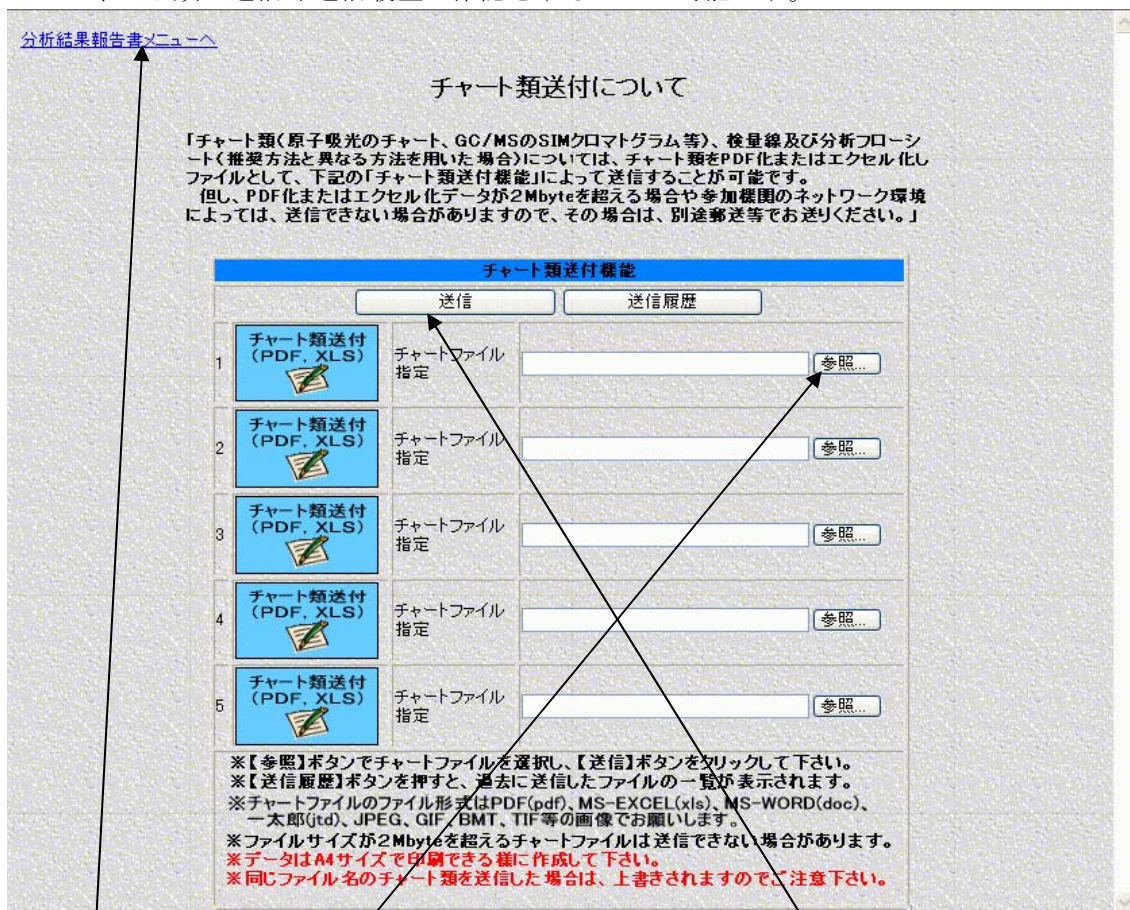 分析結果報告書メニューへ
チャート類送付について
「チャート類(原子吸光のチャート、GC/MSのSIMクロマトグラム等)、検量線及び分析フローシ
ート(推奨方法と異なる方法を用いた場合)については、チャート類をPDF化またはエクセル化し
ファイルとして、下記の「チャート類送付機能」によって送信することが可能です。
但し、PDF化またはエクセル化データが2Mbyteを超える場合や参加機関のネットワーク環境
によっては、送信できない場合がありますので、その場合は、別途郵送等でお送りください。」
チャート類送付機能
送信 送信履歴
1 チャート類送付
(PDF, XLS)
チャートファイル
指定
参照...
2 チャート類送付
(PDF, XLS)
チャートファイル
指定
参照...
3 チャート類送付
(PDF, XLS)
チャートファイル
指定
参照...
4 チャート類送付
(PDF, XLS)
チャートファイル
指定
参照...
5 チャート類送付
(PDF, XLS)
チャートファイル
指定
参照...
※【参照】ボタンでチャートファイルを選択し、【送信】ボタンをクリックして下さい。
※【送信履歴】ボタンを押すと、過去に送信したファイルの一覧が表示されます。
※チャートファイルのファイル形式はPDF(pdf)、MS-EXCEL(xls)、MS-WORD(doc)、
一太郎(jtd)、JPEG、GIF、BMT、TIF等の画像でお願いします。
※ファイルサイズが2Mbyteを超えるチャートファイルは送信できない場合があります。
※データはA4サイズで印刷できる様に作成して下さい。
※同じファイル名のチャート類を送信した場合は、上書きされますのでご注意下さい。